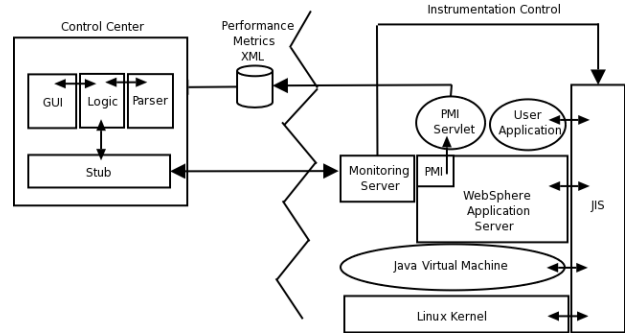 Control Center
Performance
Metrics
XML
Instrumentation Control
GUI
Logic
Parser
Stub
PMI
Servlet
User
Application
Monitoring
Server
PMI
WebSphere
Application
Server
JIS
Java Virtual Machine
Linux Kernel